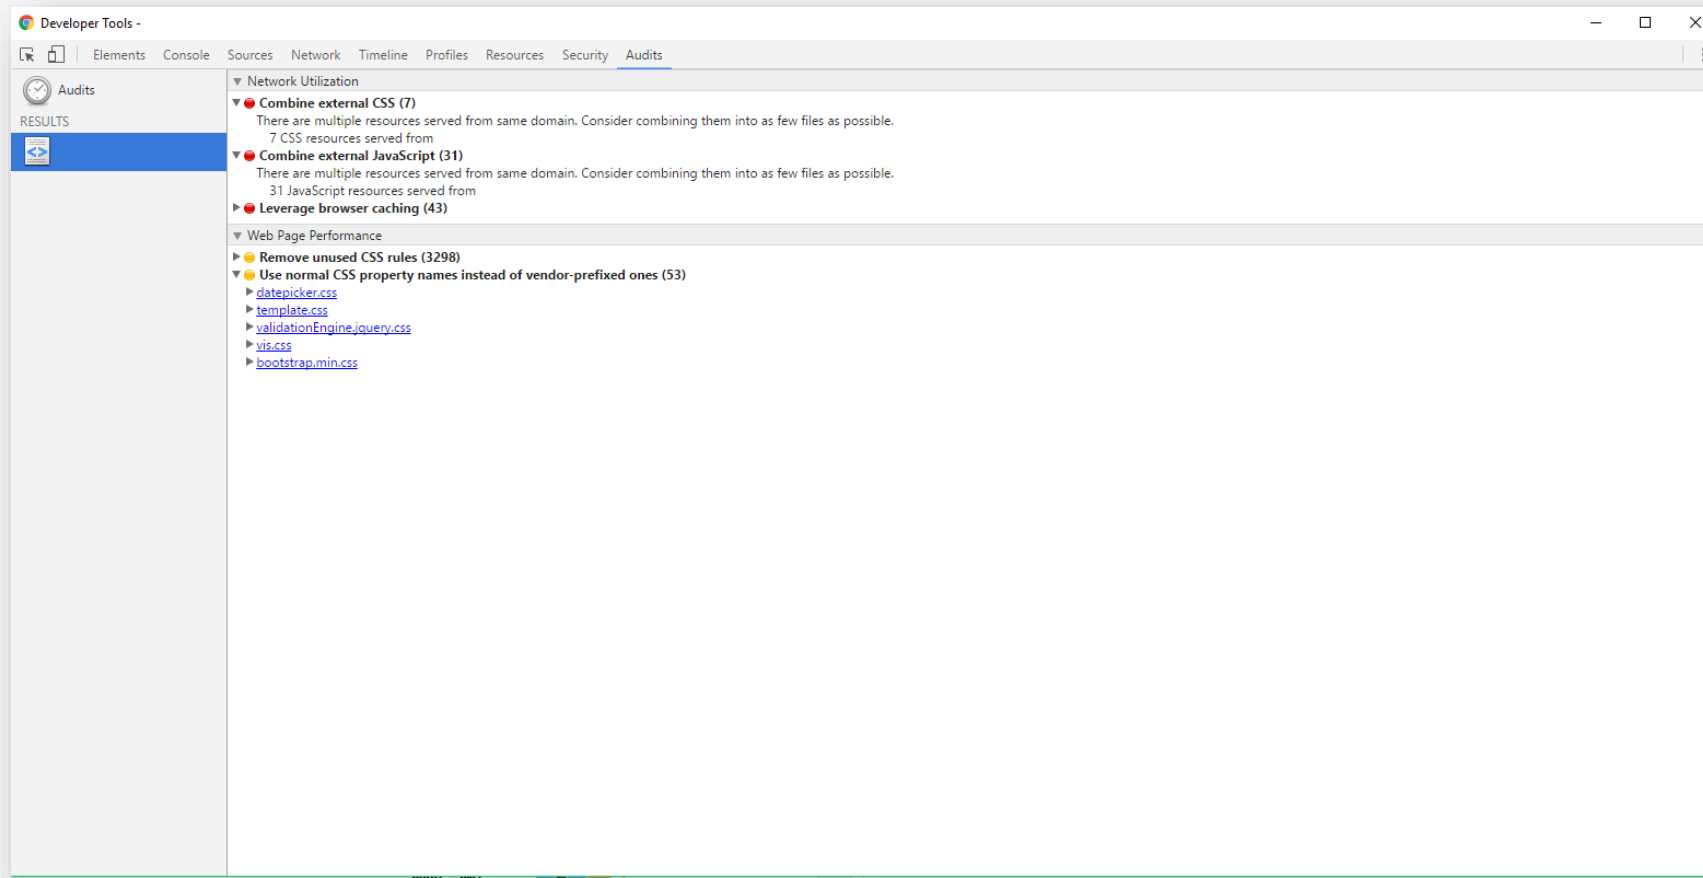 Developer Tools -
Elements Console Sources Network Timeline Profiles Resources Security Audits
Audits
RESULTS
Network Utilization
Combine external CSS (7)
There are multiple resources served from same domain. Consider combining them into as few files as possible.
7 CSS resources served from
Combine external JavaScript (31)
There are multiple resources served from same domain. Consider combining them into as few files as possible.
31 JavaScript resources served from
Leverage browser caching (43)
Web Page Performance
Remove unused CSS rules (3298)
Use normal CSS property names instead of vendor-prefixed ones (53)
datepicker.css
template.css
validationEngine.jquery.css
vis.css
bootstrap.min.css